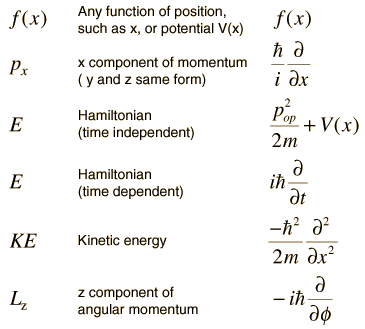 f(x) Any function of position, such as x, or potential V(x) f(x)
pₓ x component of momentum ( y and z same form) ħ/i ∂/∂x
E Hamiltonian (time independent) p²ₒₚ/2m + V(x)
E Hamiltonian (time dependent) iħ ∂/∂t
KE Kinetic energy −ħ²/2m ∂²/∂x²
L_z z component of angular momentum −iħ ∂/∂ϕ